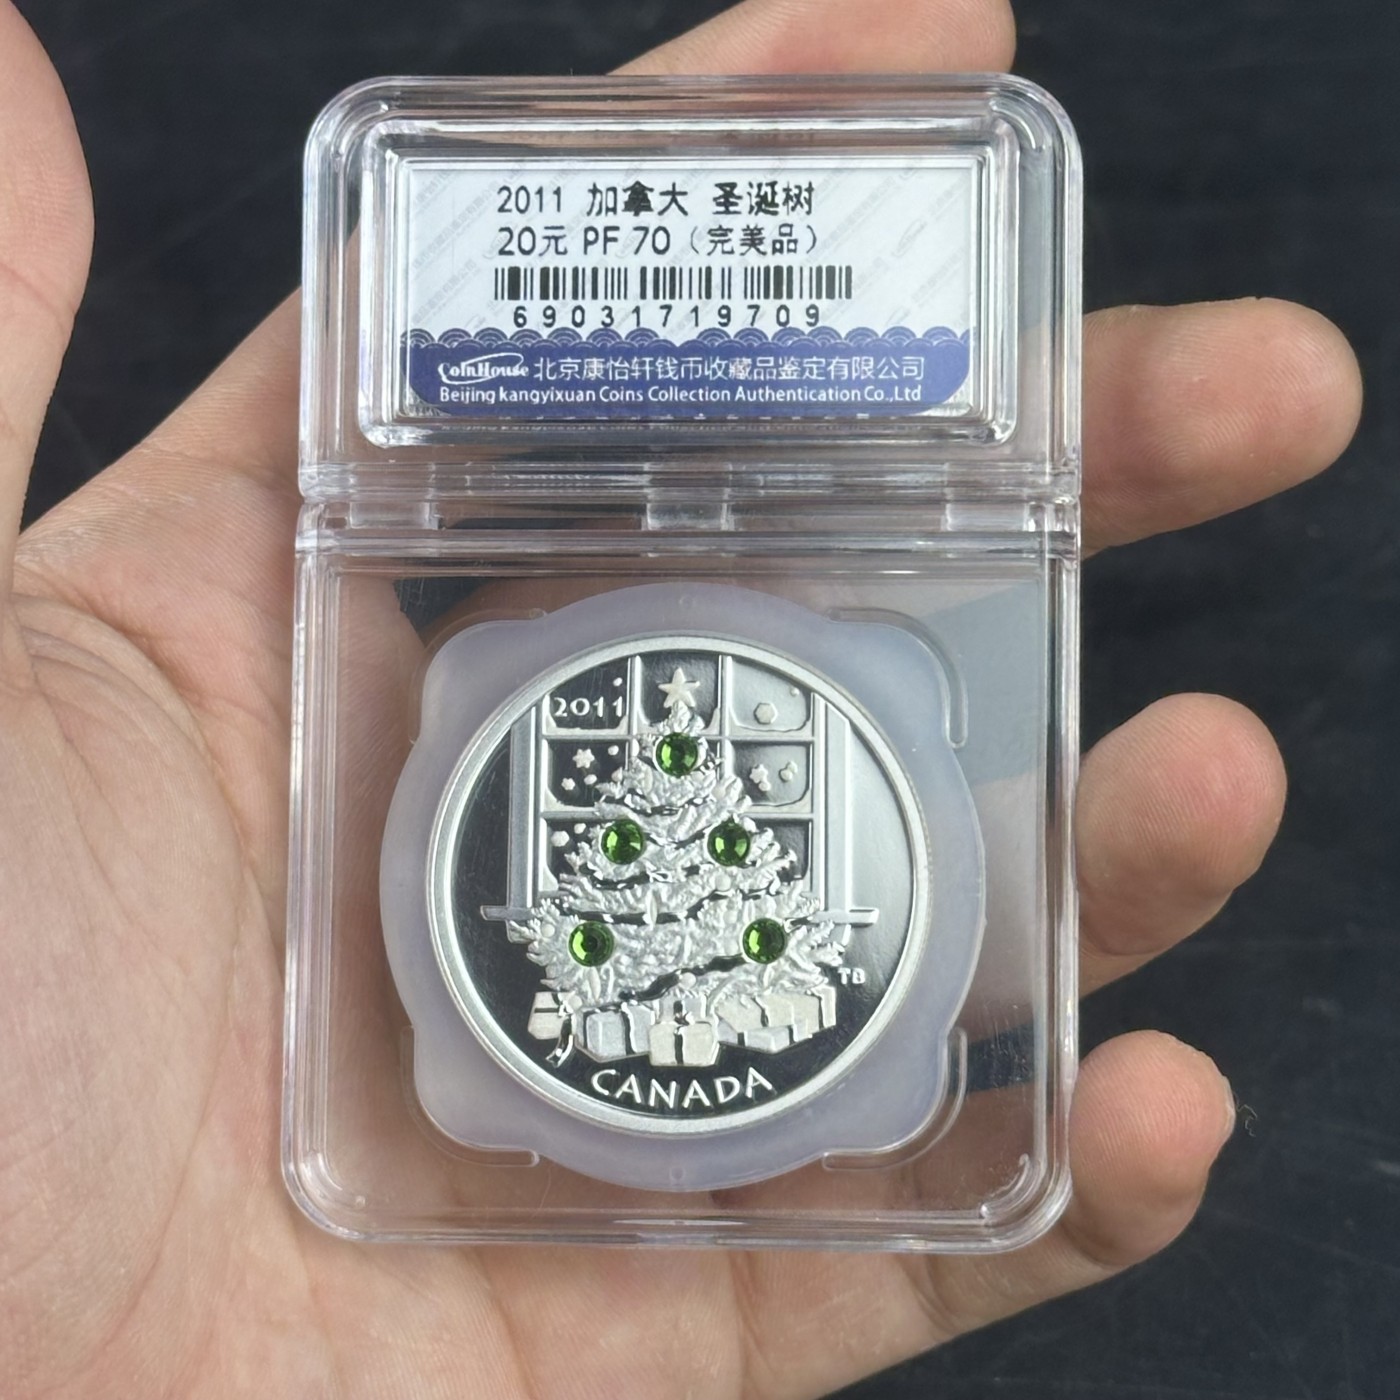 2011 加拿大 圣诞树
20元 PF 70（完美品）
69031719709
CoinHouse 北京康怡轩钱币收藏品鉴定有限公司
Beijing kangyixuan Coins Collection Authentication Co.,Ltd
2011
TB
CANADA